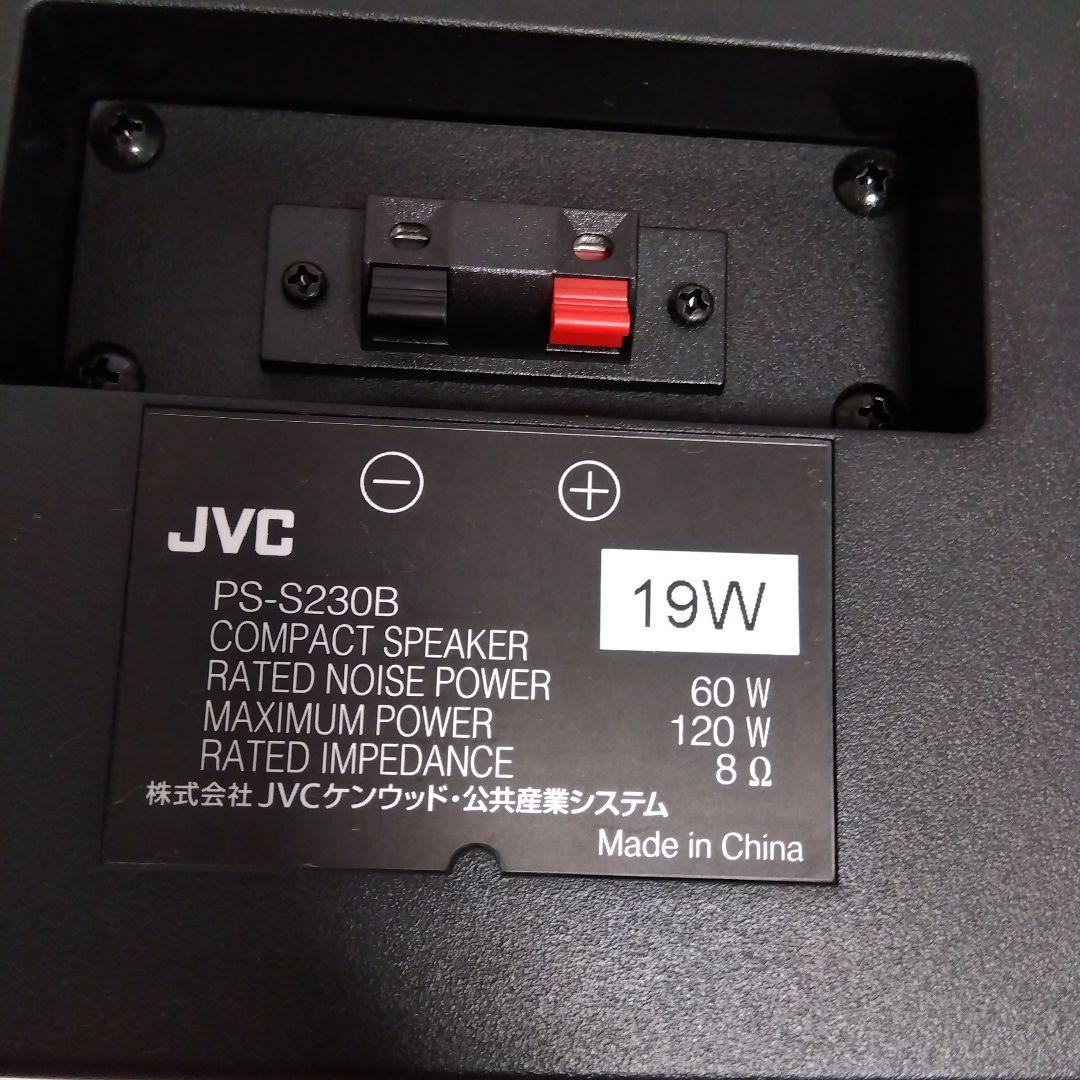 − +
JVC
19W
PS-S230B
COMPACT SPEAKER
RATED NOISE POWER 60 W
MAXIMUM POWER 120 W
RATED IMPEDANCE 8 Ω
株式会社 JVCケンウッド・公共産業システム
Made in China